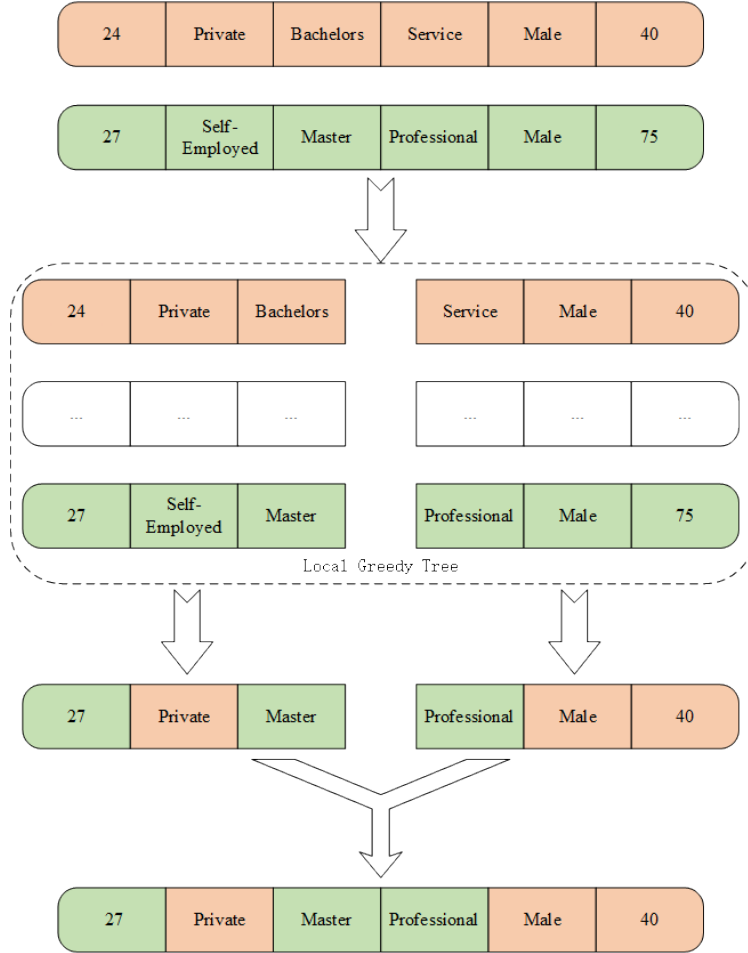 24 Private Bachelors Service Male 40
27 Self-Employed Master Professional Male 75
24 Private Bachelors Service Male 40
... ... ... ... ... ...
27 Self-Employed Master Professional Male 75
Local Greedy Tree
27 Private Master Professional Male 40
27 Private Master Professional Male 40